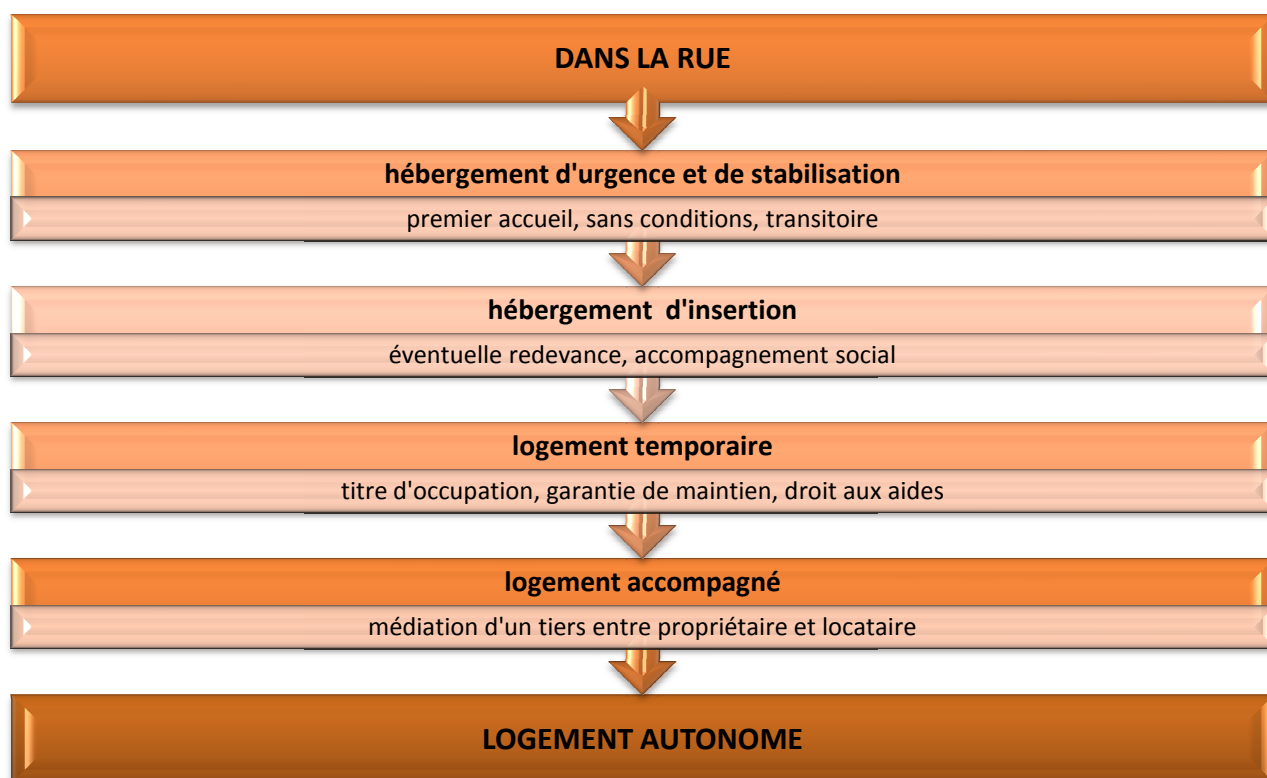 DANS LA RUE
hébergement d'urgence et de stabilisation
premier accueil, sans conditions, transitoire
hébergement d'insertion
éventuelle redevance, accompagnement social
logement temporaire
titre d'occupation, garantie de maintien, droit aux aides
logement accompagné
médiation d'un tiers entre propriétaire et locataire
LOGEMENT AUTONOME